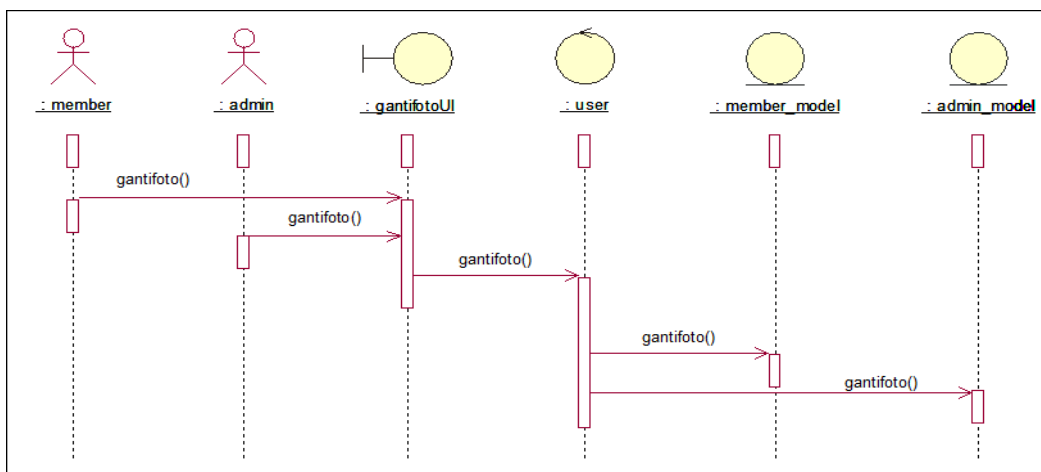 : member
: admin
: gantifotoUI
: user
: member_model
: admin_model
gantifoto()
gantifoto()
gantifoto()
gantifoto()
gantifoto()